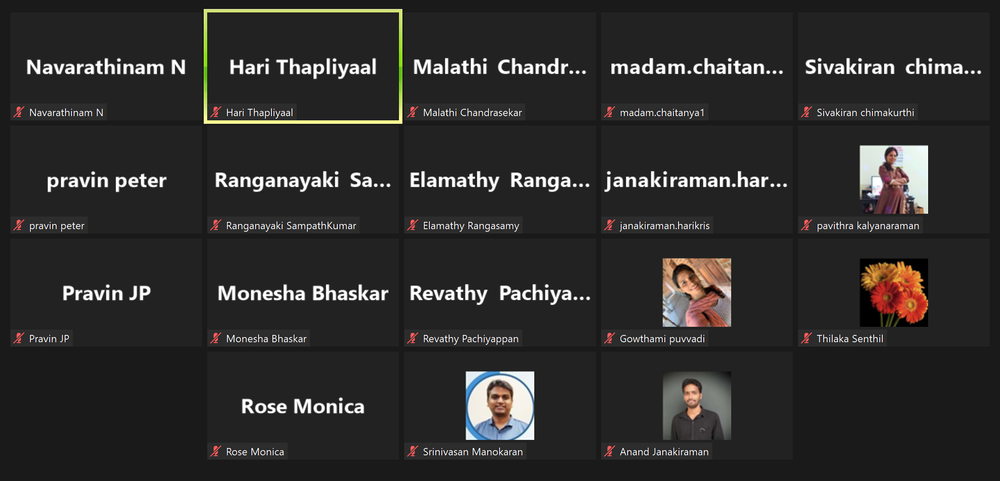 Navarathinam N
Hari Thapliyaal
Malathi Chandr...
madam.chaitan...
Sivakiran chima...
Navarathinam N
Hari Thapliyaal
Malathi Chandrasekar
madam.chaitanya1
Sivakiran chimakurthi
pravin peter
Ranganayaki Sa...
Elamathy Ranga...
janakiraman.har...
pravin peter
Ranganayaki SampathKumar
Elamathy Rangasamy
janakiraman.harikris
pavithra kalyanaraman
Pravin JP
Monesha Bhaskar
Revathy Pachiya...
Pravin JP
Monesha Bhaskar
Revathy Pachiyappan
Gowthami puvvadi
Thilaka Senthil
Rose Monica
Rose Monica
Srinivasan Manokaran
Anand Janakiraman